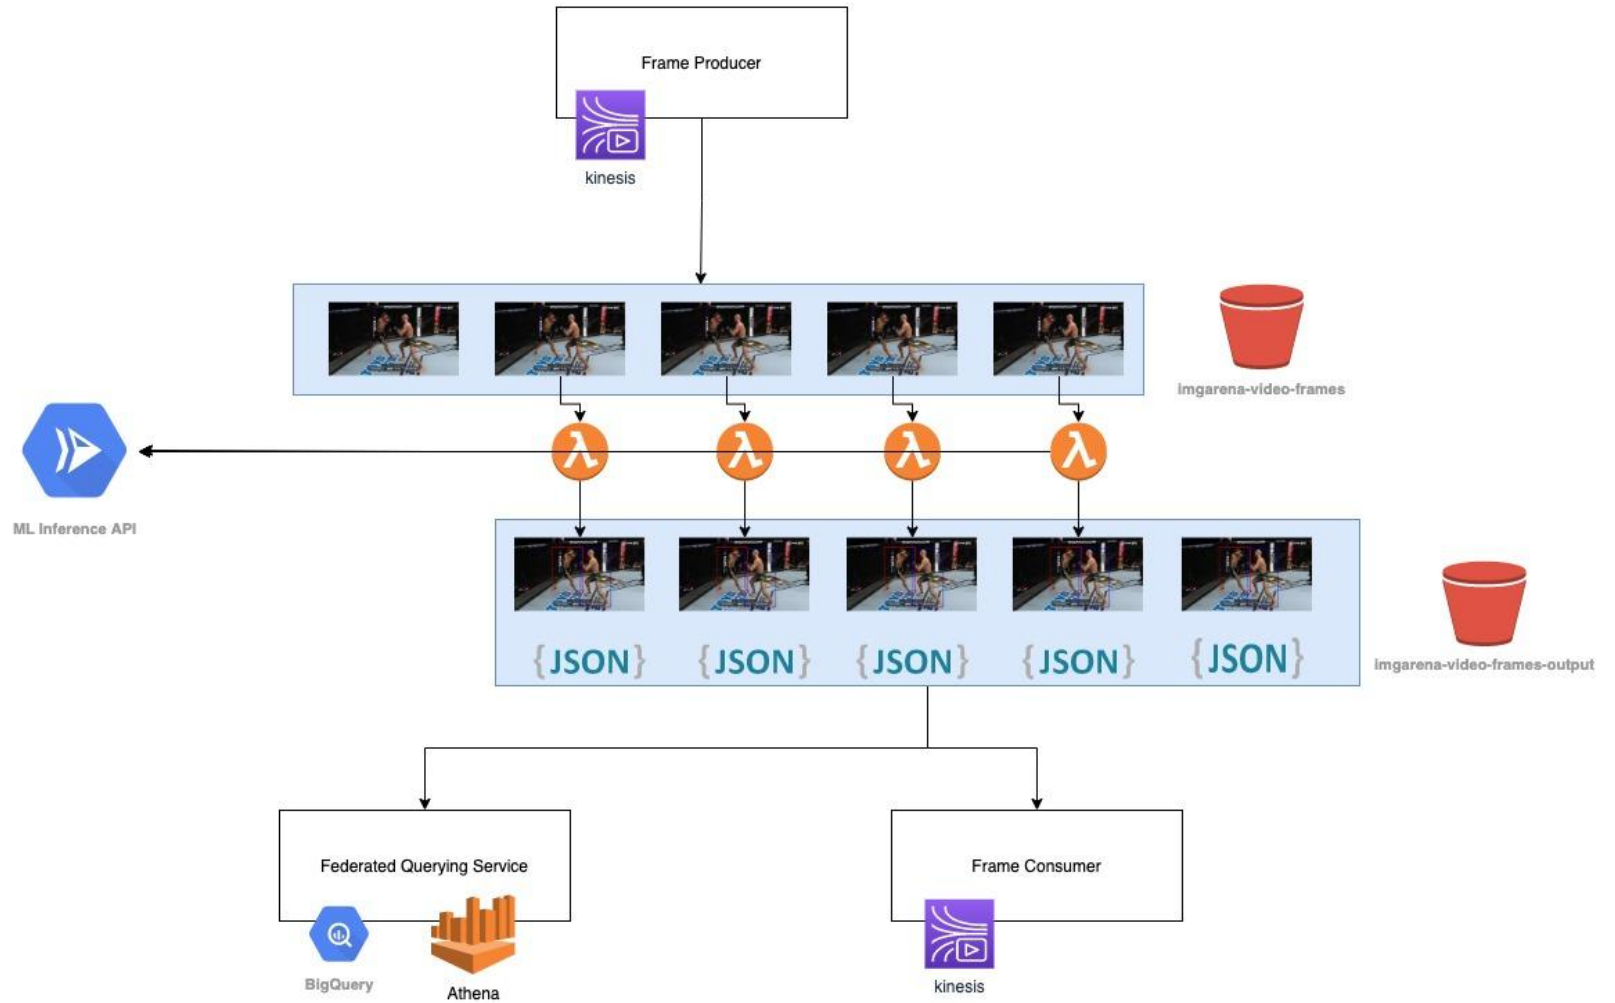 Frame Producer
kinesis
imgarena-video-frames
λ λ λ λ
ML Inference API
{JSON} {JSON} {JSON} {JSON} {JSON}
imgarena-video-frames-output
Federated Querying Service
Frame Consumer
BigQuery
Athena
kinesis